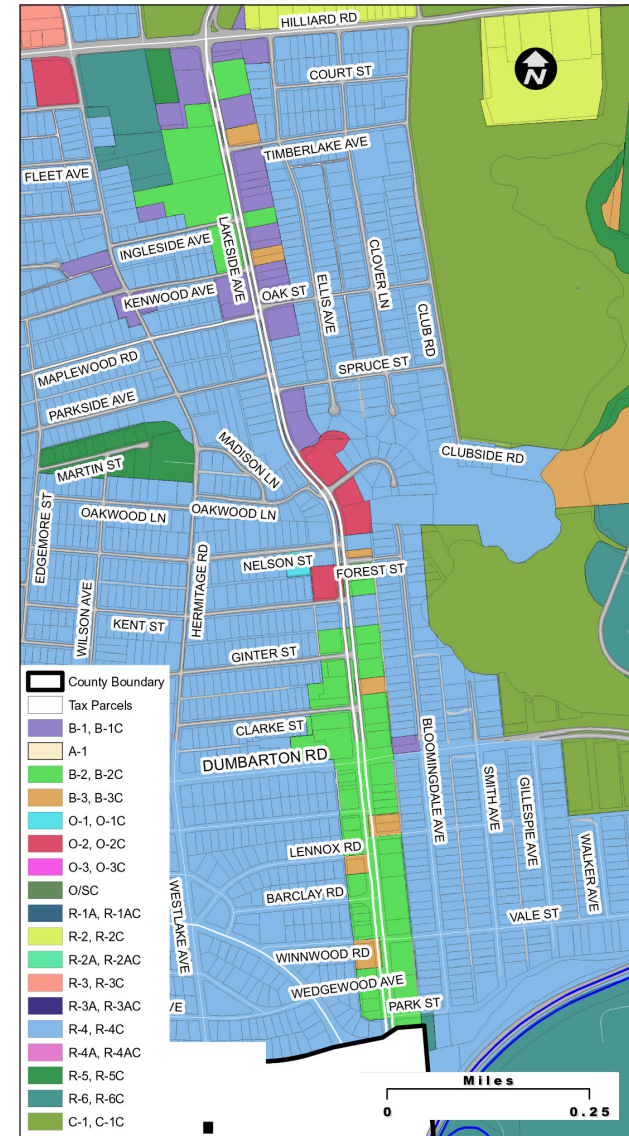 HILLIARD RD
COURT ST
N
TIMBERLAKE AVE
FLEET AVE
LAKESIDE AVE
INGLESIDE AVE
CLOVER LN
KENWOOD AVE
OAK ST
ELLIS AVE
CLUB RD
MAPLEWOOD RD
SPRUCE ST
PARKSIDE AVE
MADISON LN
CLUBSIDE RD
MARTIN ST
EDGEMORE ST
OAKWOOD LN
OAKWOOD LN
NELSON ST
FOREST ST
HERMITAGE RD
WILSON AVE
KENT ST
GINTER ST
CLARKE ST
BLOOMINGDALE AVE
DUMBARTON RD
SMITH AVE
GILLESPIE AVE
WALKER AVE
LENNOX RD
WESTLAKE AVE
BARCLAY RD
VALE ST
WINNWOOD RD
WEDGEWOOD AVE
VE
PARK ST
County Boundary
Tax Parcels
B-1, B-1C
A-1
B-2, B-2C
B-3, B-3C
O-1, O-1C
O-2, O-2C
O-3, O-3C
O/SC
R-1A, R-1AC
R-2, R-2C
R-2A, R-2AC
R-3, R-3C
R-3A, R-3AC
R-4, R-4C
R-4A, R-4AC
R-5, R-5C
R-6, R-6C
C-1, C-1C
Miles
0 0.25